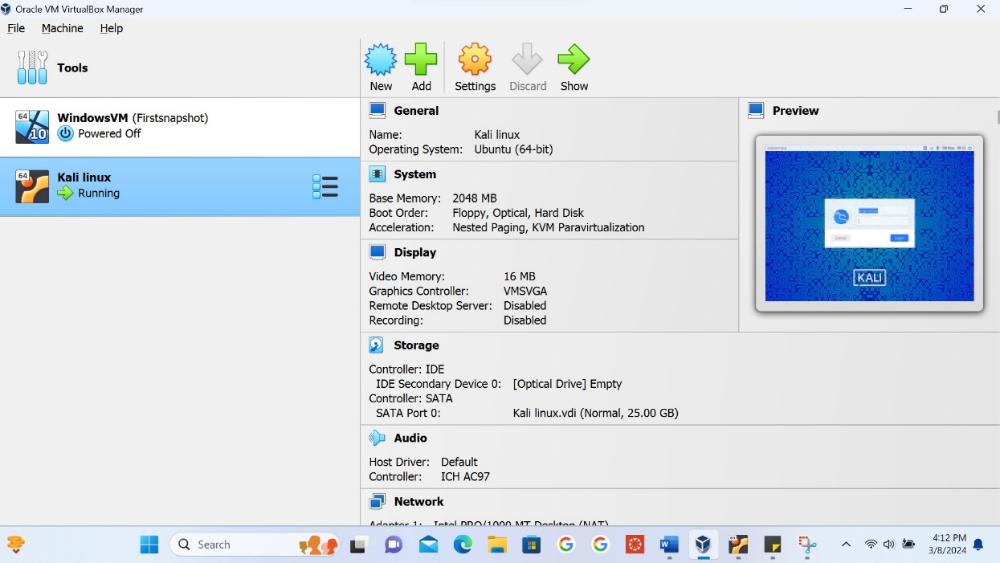 Oracle VM VirtualBox Manager
File Machine Help
Tools
New Add Settings Discard Show
64
10
WindowsVM (Firstsnapshot)
Powered Off
64
Kali linux
Running
General
Name: Kali linux
Operating System: Ubuntu (64-bit)
System
Base Memory: 2048 MB
Boot Order: Floppy, Optical, Hard Disk
Acceleration: Nested Paging, KVM Paravirtualization
Display
Video Memory: 16 MB
Graphics Controller: VMSVGA
Remote Desktop Server: Disabled
Recording: Disabled
Preview
Cancel Login
KALI
Storage
Controller: IDE
IDE Secondary Device 0: [Optical Drive] Empty
Controller: SATA
SATA Port 0: Kali linux.vdi (Normal, 25.00 GB)
Audio
Host Driver: Default
Controller: ICH AC97
Network
Adapter 1: Intel PRO/1000 MT Desktop (NAT)
Search
W
64
4:12 PM
3/8/2024